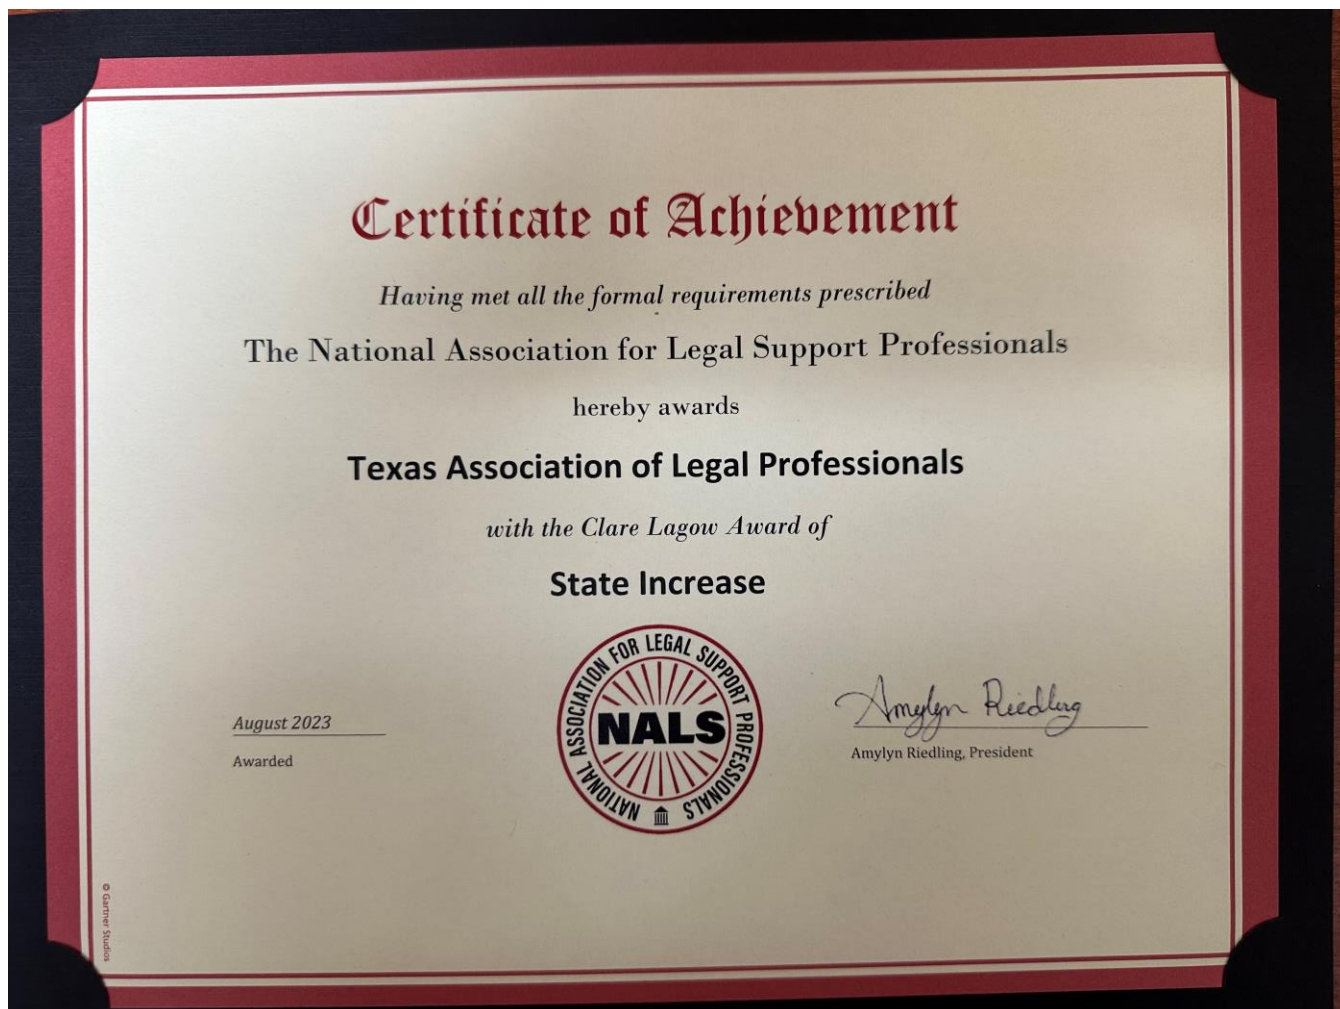 Certificate of Achievement
Having met all the formal requirements prescribed
The National Association for Legal Support Professionals
hereby awards
Texas Association of Legal Professionals
with the Clare Lagow Award of
State Increase
NATIONAL ASSOCIATION FOR LEGAL SUPPORT PROFESSIONALS
NALS
August 2023
Awarded
Amylyn Riedling
Amylyn Riedling, President
© Gartner Studios